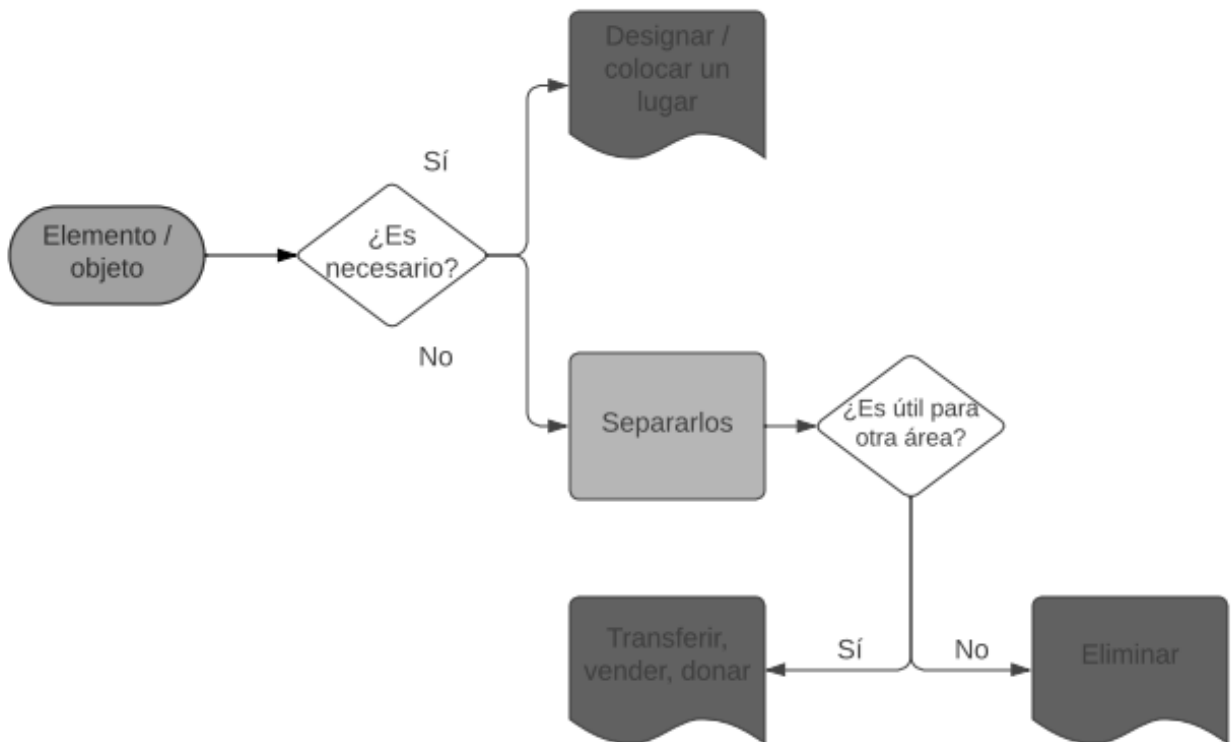 Designar /
colocar un
lugar
Sí
Elemento /
objeto
¿Es
necesario?
No
Separarlos
¿Es útil para
otra área?
Transferir,
vender, donar
Sí
No
Eliminar